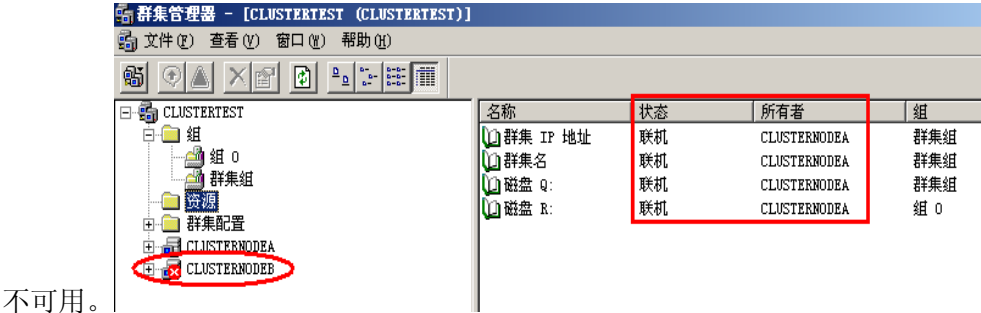 群集管理器 - [CLUSTERTEST (CLUSTERTEST)]
文件(F) 查看(V) 窗口(W) 帮助(H)
CLUSTERTEST
组
组 0
群集组
资源
群集配置
CLUSTERNODEA
CLUSTERNODEB
名称 状态 所有者 组
群集 IP 地址 联机 CLUSTERNODEA 群集组
群集名 联机 CLUSTERNODEA 群集组
磁盘 Q: 联机 CLUSTERNODEA 群集组
磁盘 R: 联机 CLUSTERNODEA 组 0
不可用。